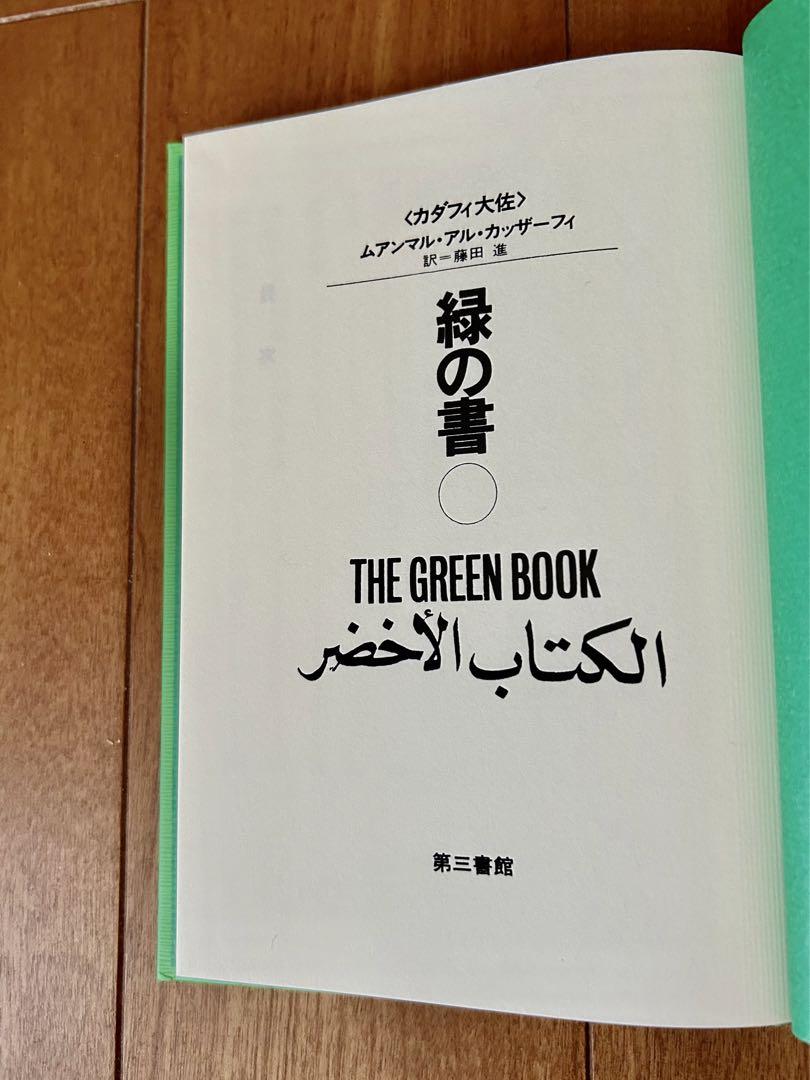 〈カダフィ大佐〉
ムアンマル・アル・カッザーフィ
訳＝藤田 進
緑の書
THE GREEN BOOK
الكتاب الأخضر
第三書館